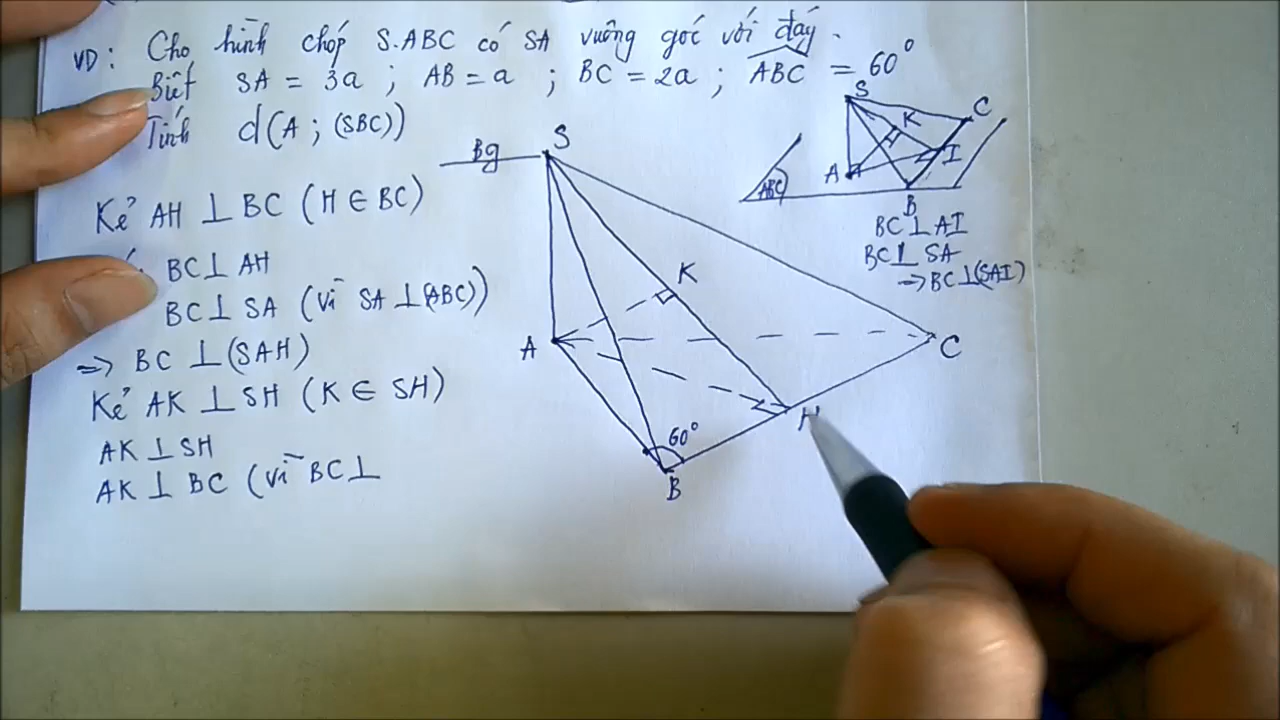 VD: Cho hình chóp S.ABC có SA vuông góc với đáy.
Biết SA = 3a ; AB = a ; BC = 2a ; ABC = 60°
Tính d(A ; (SBC))
Bg
Kẻ AH ⊥ BC (H ∈ BC)
BC ⊥ AH
BC ⊥ SA (vì SA ⊥ (ABC))
=> BC ⊥ (SAH)
Kẻ AK ⊥ SH (K ∈ SH)
AK ⊥ SH
AK ⊥ BC (vì BC ⊥
S
K
A
C
H
60°
B
S
C
K
A
I
ABC
B
BC ⊥ AI
BC ⊥ SA
=> BC ⊥ (SAI)